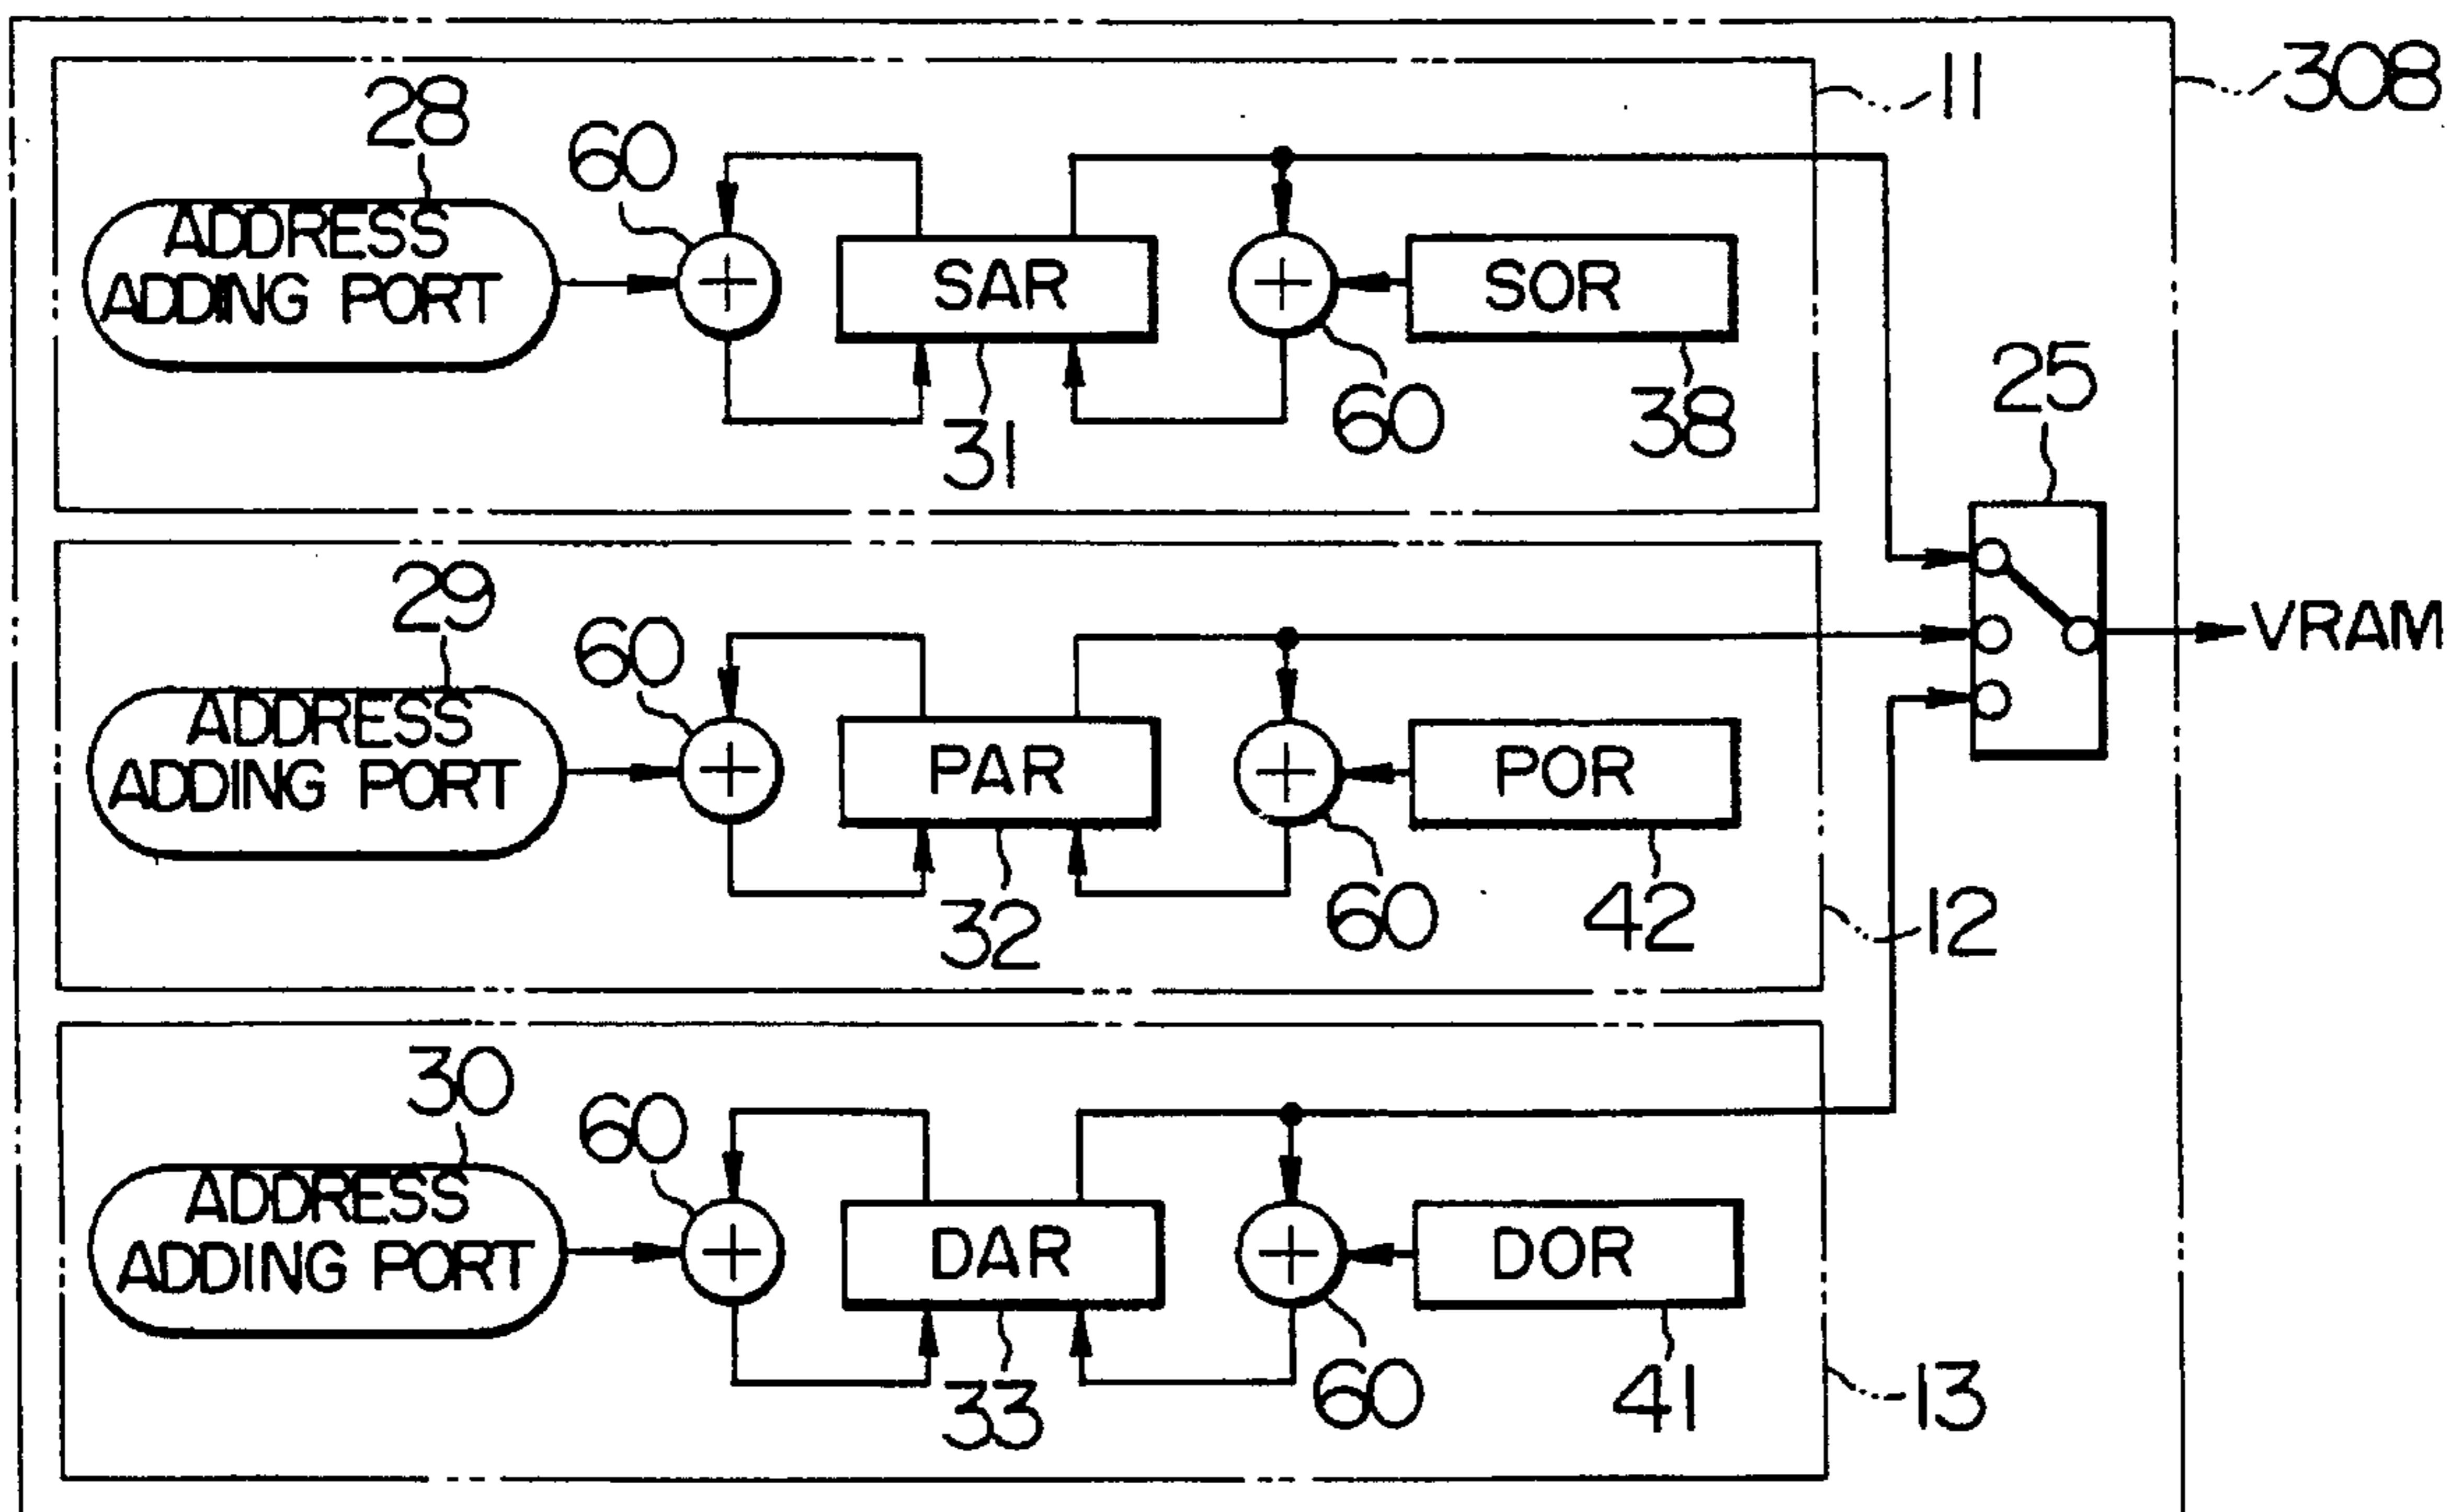 11
308
28
60
ADDRESS
ADDING PORT
SAR
SOR
31
60
38
25
29
60
ADDRESS
ADDING PORT
PAR
POR
VRAM
32
60
42
12
30
60
ADDRESS
ADDING PORT
DAR
DOR
33
60
41
13